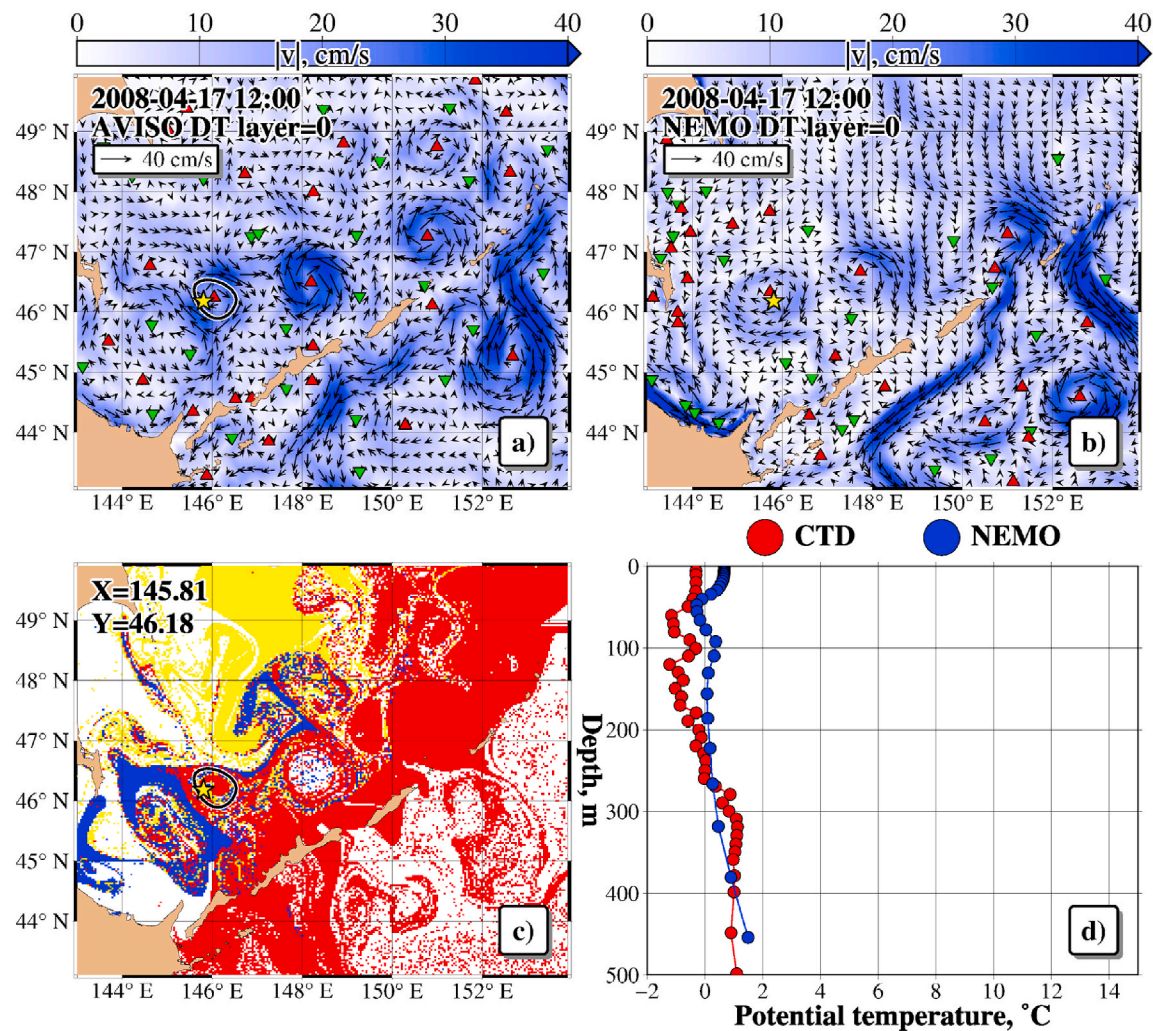 0 10 20 30 40
|v|, cm/s
0 10 20 30 40
|v|, cm/s
2008-04-17 12:00
AVISO DT layer=0
40 cm/s
49° N
48° N
47° N
46° N
45° N
44° N
a)
144° E 146° E 148° E 150° E 152° E
2008-04-17 12:00
NEMO DT layer=0
40 cm/s
49° N
48° N
47° N
46° N
45° N
44° N
b)
144° E 146° E 148° E 150° E 152° E
X=145.81
Y=46.18
49° N
48° N
47° N
46° N
45° N
44° N
c)
144° E 146° E 148° E 150° E 152° E
CTD NEMO
0
100
200
300
400
500
Depth, m
d)
−2 0 2 4 6 8 10 12 14
Potential temperature, °C